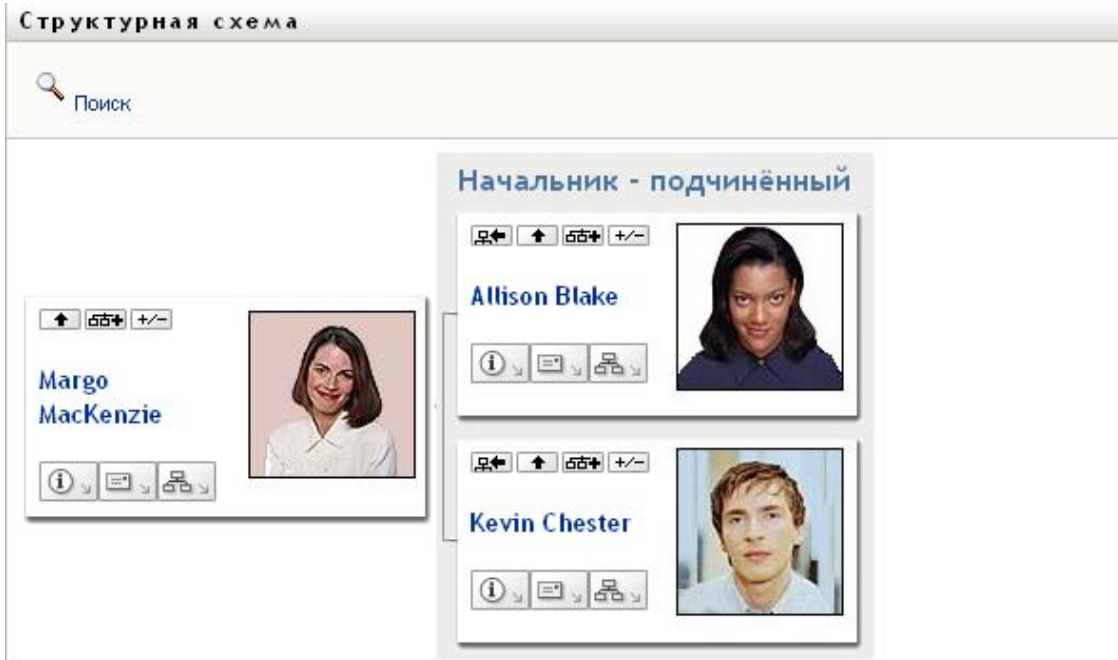 Структурная схема
Поиск
Начальник - подчинённый
+/-
Allison Blake
+/-
Margo
MacKenzie
+/-
Kevin Chester